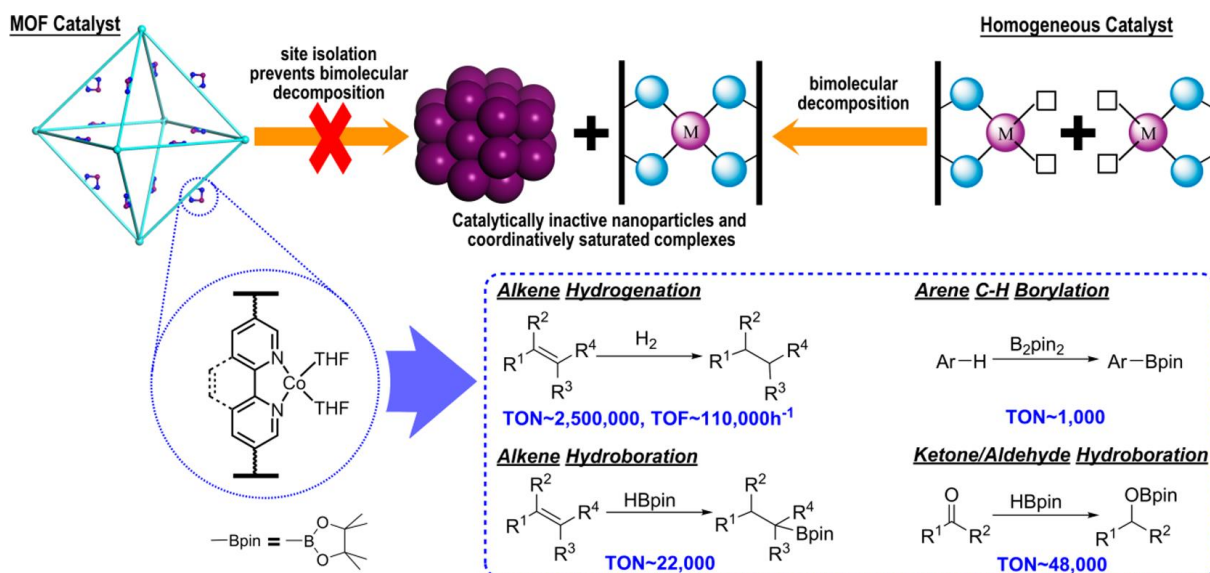 MOF Catalyst
site isolation
prevents bimolecular
decomposition
Homogeneous Catalyst
bimolecular
decomposition
M
M
M
Catalytically inactive nanoparticles and
coordinatively saturated complexes
N
THF
Co
N
THF
Bpin = B
O
O
Alkene Hydrogenation
R²
R¹
R⁴
R³
H₂
R²
R¹
R⁴
R³
TON~2,500,000, TOF~110,000h⁻¹
Arene C-H Borylation
Ar-H
B₂pin₂
Ar-Bpin
TON~1,000
Alkene Hydroboration
R²
R¹
R⁴
R³
HBpin
R²
R¹
R⁴
Bpin
R³
TON~22,000
Ketone/Aldehyde Hydroboration
O
R¹
R²
HBpin
OBpin
R¹
R²
TON~48,000